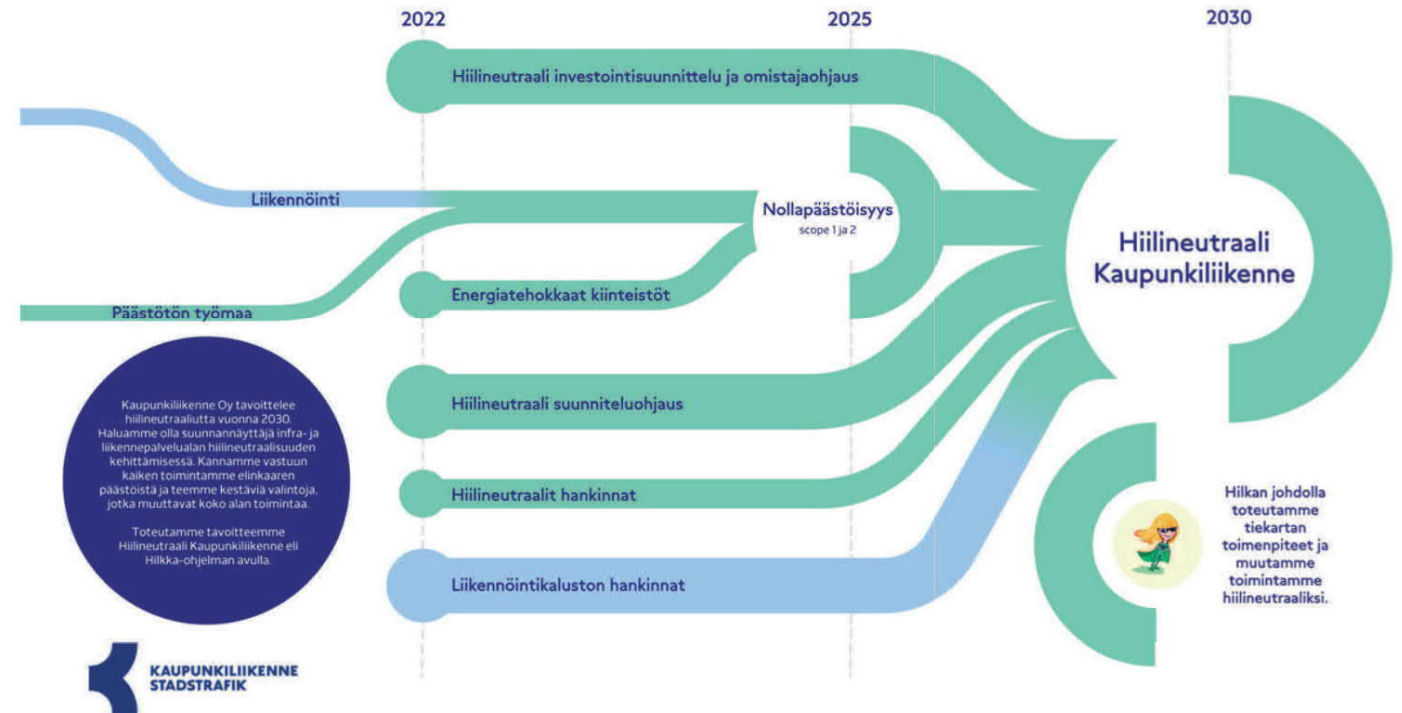 2022
2025
2030
Hiilineutraali investointisuunnittelu ja omistajaohjaus
Liikennöinti
Nollapäästöisyys
scope 1 ja 2
Hiilineutraali
Kaupunkiliikenne
Energiatehokkaat kiinteistöt
Päästötön työmaa
Kaupunkiliikenne Oy tavoittelee
hiilineutraaliutta vuonna 2030.
Haluamme olla suunnannäyttäjä infra- ja
liikennepalvelualan hiilineutraalisuuden
kehittämisessä. Kannamme vastuun
kaiken toimintamme elinkaaren
päästöistä ja teemme kestäviä valintoja,
jotka muuttavat koko alan toimintaa.
Toteutamme tavoitteemme
Hiilineutraali Kaupunkiliikenne eli
Hilkka-ohjelman avulla.
Hiilineutraali suunniteluohjaus
Hiilineutraalit hankinnat
Liikennöintikaluston hankinnat
Hilkan johdolla
toteutamme
tiekartan
toimenpiteet ja
muutamme
toimintamme
hiilineutraaliksi.
KAUPUNKILIIKENNE
STADSTRAFIK